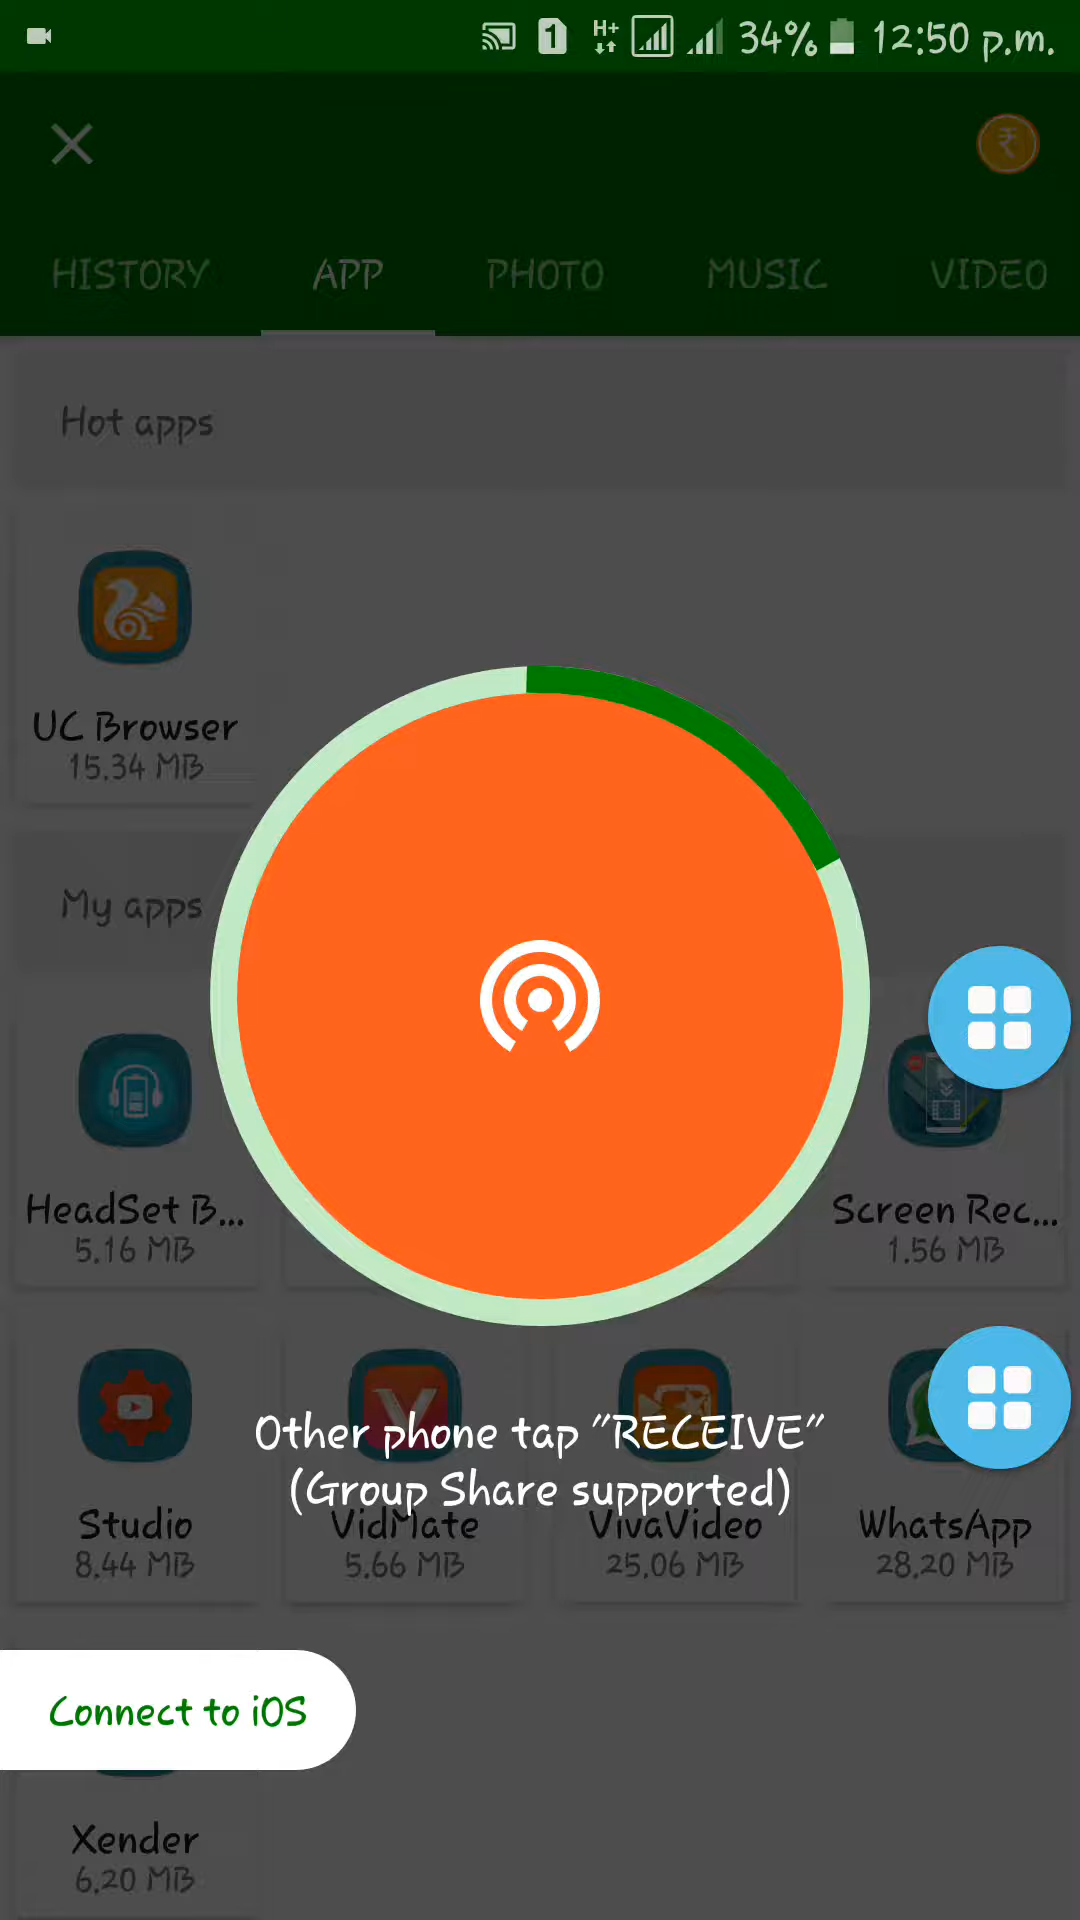 1 H+ 34% 12:50 p.m.
₹
HISTORY APP PHOTO MUSIC VIDEO
Hot apps
UC Browser
15.34 MB
My apps
HeadSet B... Screen Rec...
5.16 MB 1.56 MB
Other phone tap "RECEIVE"
(Group Share supported)
Studio VidMate VivaVideo WhatsApp
8.44 MB 5.66 MB 25.06 MB 28.20 MB
Connect to iOS
Xender
6.20 MB